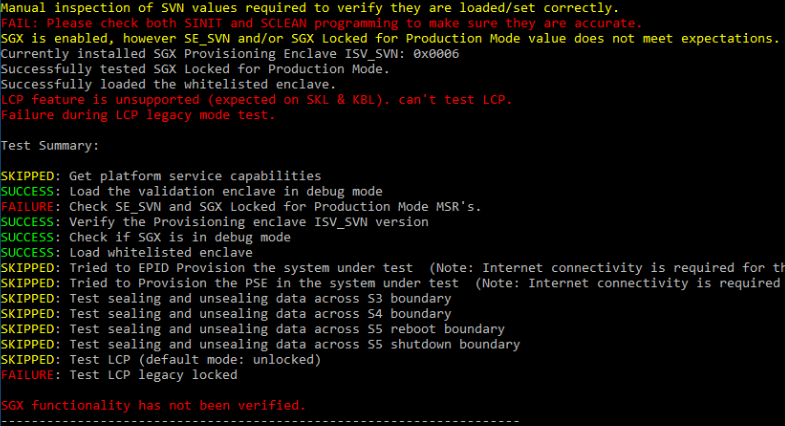 Manual inspection of SVN values required to verify they are loaded/set correctly.
FAIL: Please check both SINIT and SCLEAN programming to make sure they are accurate.
SGX is enabled, however SE_SVN and/or SGX Locked for Production Mode value does not meet expectations.
Currently installed SGX Provisioning Enclave ISV_SVN: 0x0006
Successfully tested SGX Locked for Production Mode.
Successfully loaded the whitelisted enclave.
LCP feature is unsupported (expected on SKL & KBL). can't test LCP.
Failure during LCP legacy mode test.
Test Summary:
SKIPPED: Get platform service capabilities
SUCCESS: Load the validation enclave in debug mode
FAILURE: Check SE_SVN and SGX Locked for Production Mode MSR's.
SUCCESS: Verify the Provisioning enclave ISV_SVN version
SUCCESS: Check if SGX is in debug mode
SUCCESS: Load whitelisted enclave
SKIPPED: Tried to EPID Provision the system under test  (Note: Internet connectivity is required for th
SKIPPED: Tried to Provision the PSE in the system under test  (Note: Internet connectivity is required
SKIPPED: Test sealing and unsealing data across S3 boundary
SKIPPED: Test sealing and unsealing data across S4 boundary
SKIPPED: Test sealing and unsealing data across S5 reboot boundary
SKIPPED: Test sealing and unsealing data across S5 shutdown boundary
SKIPPED: Test LCP (default mode: unlocked)
FAILURE: Test LCP legacy locked
SGX functionality has not been verified.
--------------------------------------------------------------------